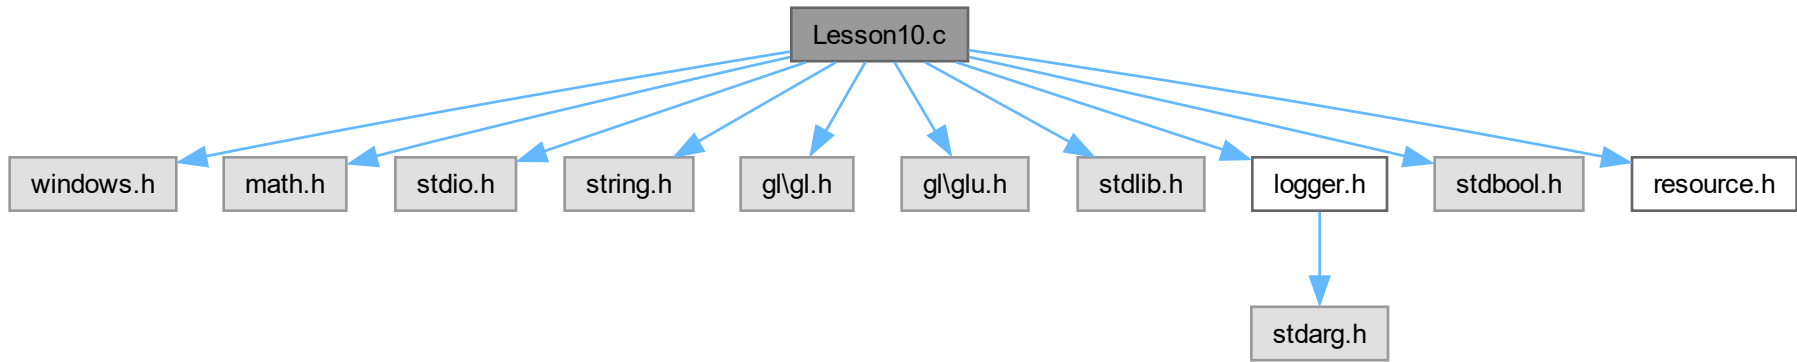 Lesson10.c
windows.h
math.h
stdio.h
string.h
gl\gl.h
gl\glu.h
stdlib.h
logger.h
stdbool.h
resource.h
stdarg.h